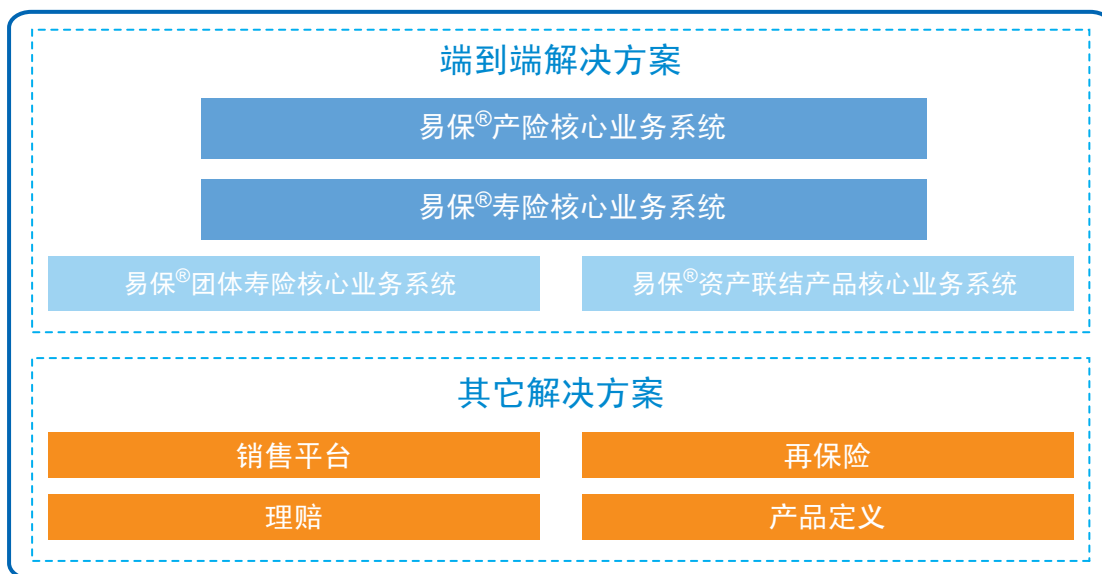 端到端解决方案
易保®产险核心业务系统
易保®寿险核心业务系统
易保®团体寿险核心业务系统
易保®资产联结产品核心业务系统
其它解决方案
销售平台
再保险
理赔
产品定义